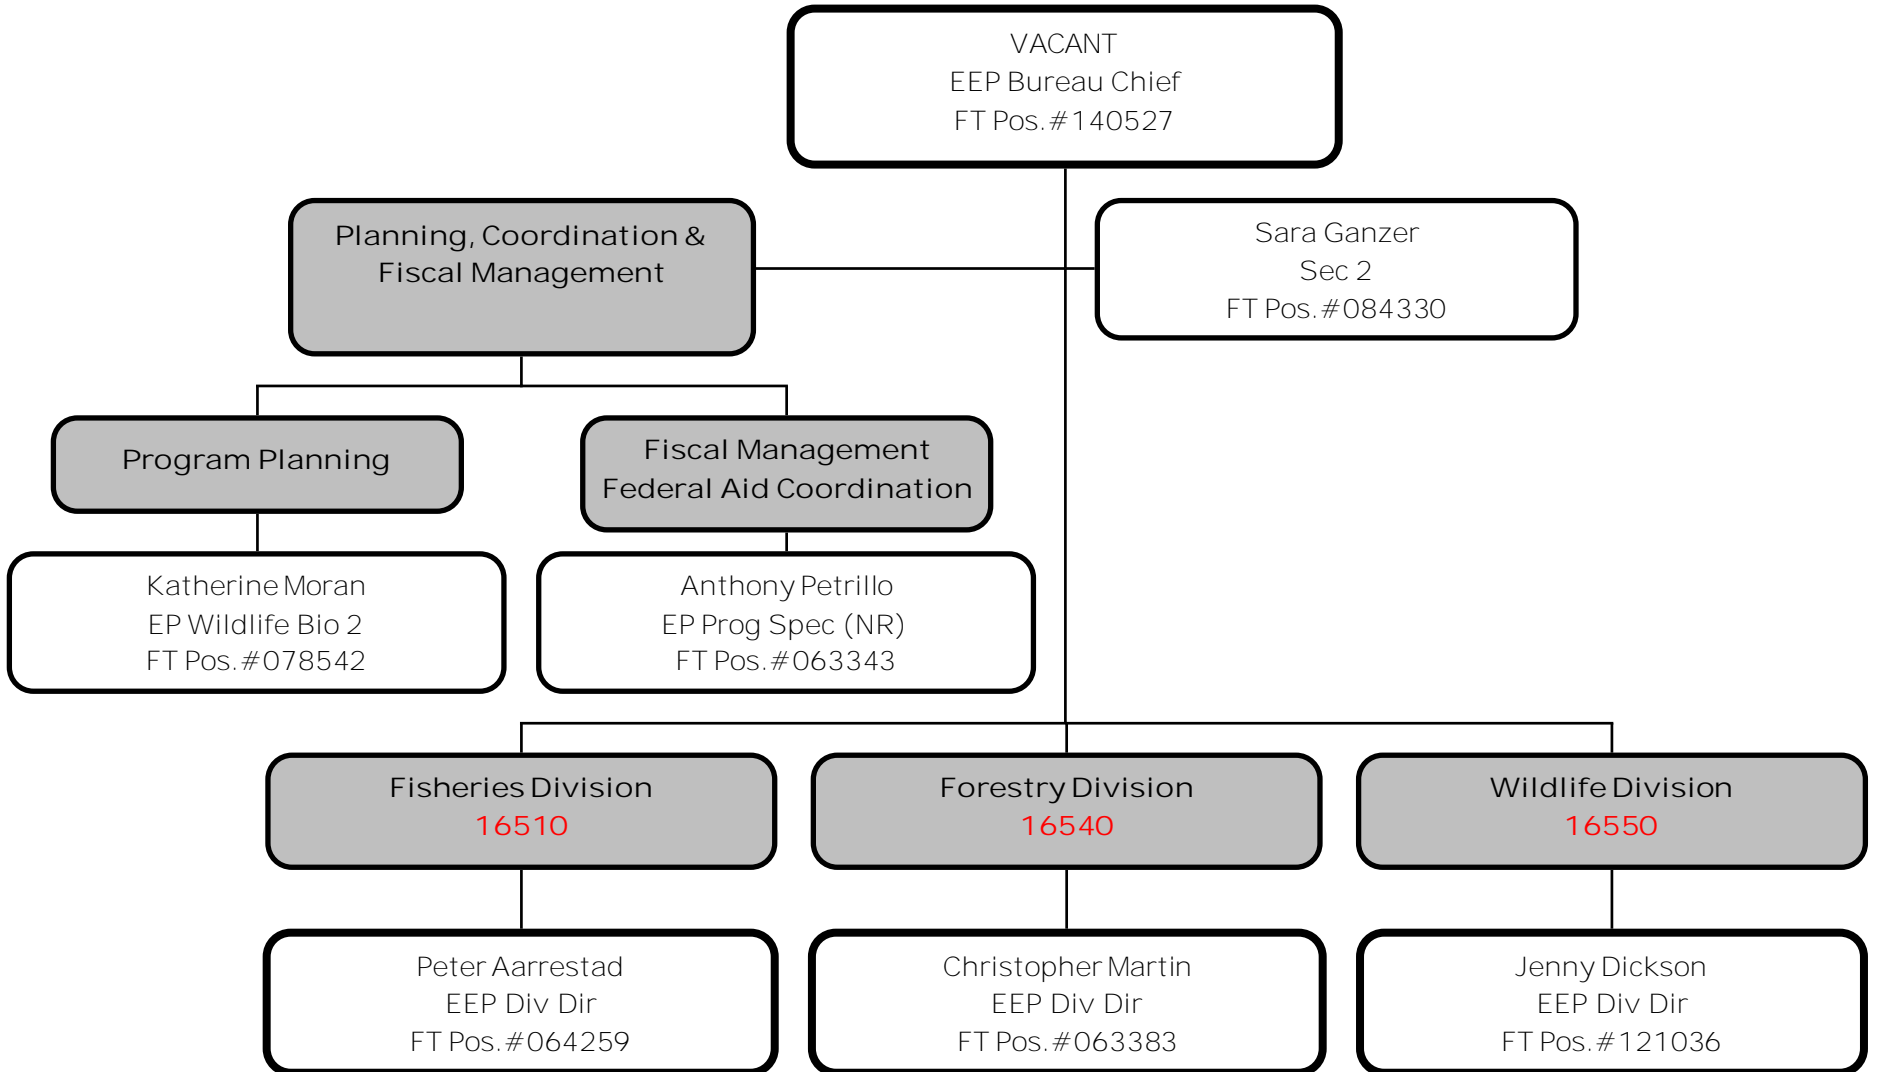 VACANT
EEP Bureau Chief
FT Pos.#140527
Planning, Coordination &
Fiscal Management
Sara Ganzer
Sec 2
FT Pos.#084330
Program Planning
Fiscal Management
Federal Aid Coordination
Katherine Moran
EP Wildlife Bio 2
FT Pos.#078542
Anthony Petrillo
EP Prog Spec (NR)
FT Pos.#063343
Fisheries Division
16510
Forestry Division
16540
Wildlife Division
16550
Peter Aarrestad
EEP Div Dir
FT Pos.#064259
Christopher Martin
EEP Div Dir
FT Pos.#063383
Jenny Dickson
EEP Div Dir
FT Pos.#121036